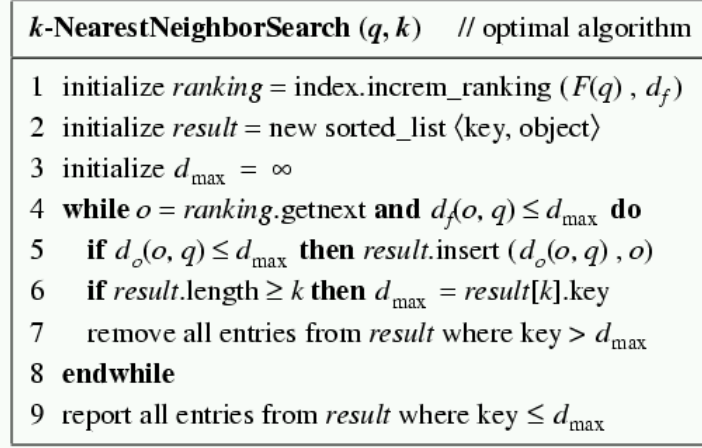 k-NearestNeighborSearch (q, k) // optimal algorithm
1 initialize ranking = index.increm_ranking (F(q) , d_f)
2 initialize result = new sorted_list ⟨key, object⟩
3 initialize d_max = ∞
4 while o = ranking.getnext and d_f(o, q) ≤ d_max do
5 if d_o(o, q) ≤ d_max then result.insert (d_o(o, q) , o)
6 if result.length ≥ k then d_max = result[k].key
7 remove all entries from result where key > d_max
8 endwhile
9 report all entries from result where key ≤ d_max